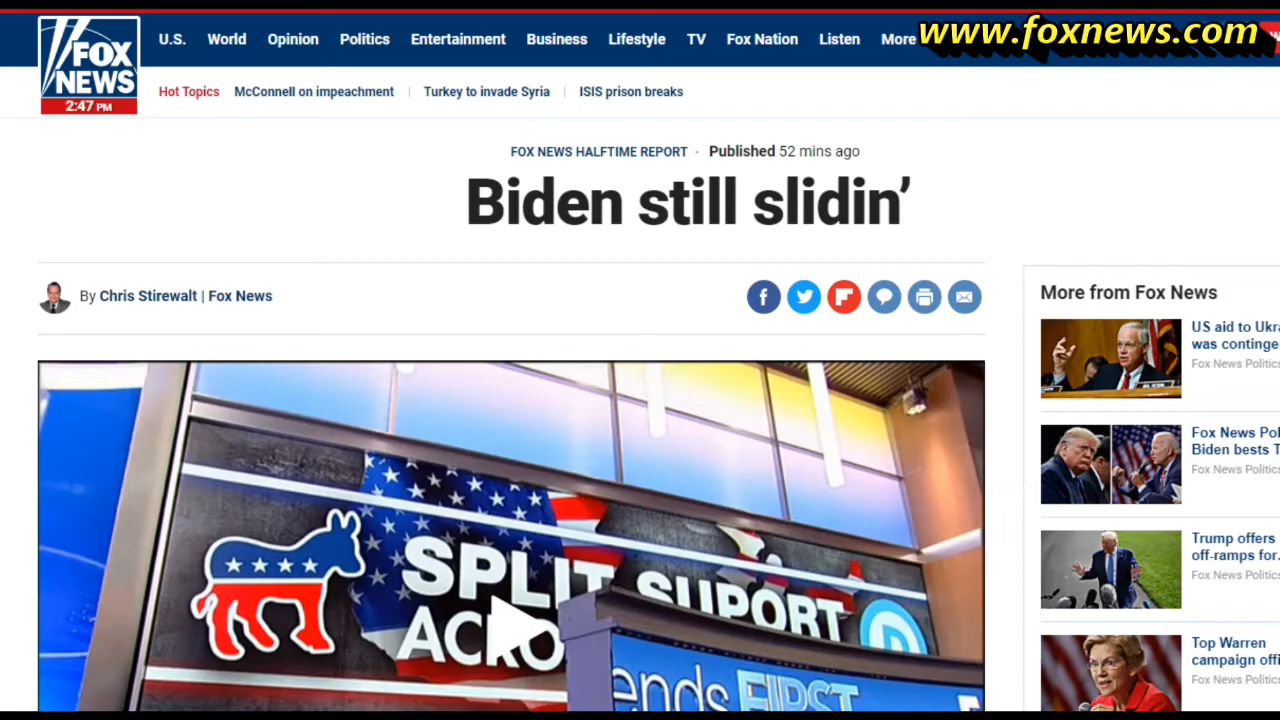 www.foxnews.com
FOX
NEWS
2:47 PM
U.S. World Opinion Politics Entertainment Business Lifestyle TV Fox Nation Listen More
Hot Topics McConnell on impeachment | Turkey to invade Syria | ISIS prison breaks
FOX NEWS HALFTIME REPORT · Published 52 mins ago
Biden still slidin’
By Chris Stirewalt | Fox News
f
More from Fox News
US aid to Ukra
was continge
Fox News Politics
Fox News Pol
Biden bests T
Fox News Politics
Trump offers
off-ramps for.
Fox News Politics
Top Warren
campaign offi
Fox News Politics
SPLIT SUPORT
ACRO
D
ends FIRST